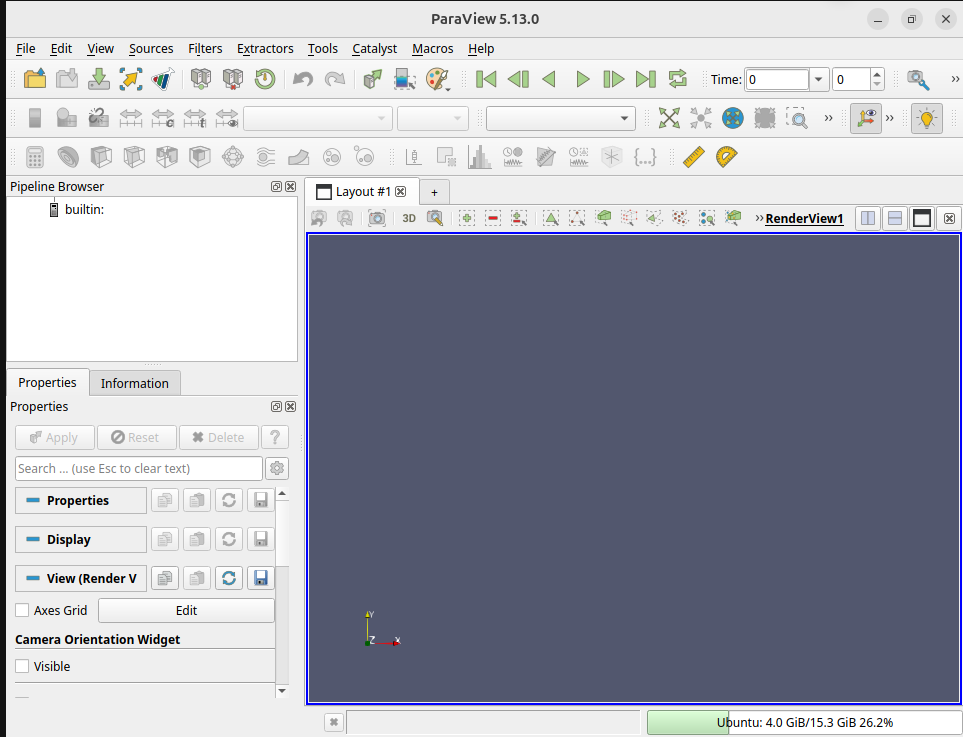 ParaView 5.13.0
File Edit View Sources Filters Extractors Tools Catalyst Macros Help
Time: 0 0
Pipeline Browser
builtin:
Layout #1
+
3D
RenderView1
Properties Information
Properties
Apply Reset Delete ?
Search ... (use Esc to clear text)
Properties
Display
View (Render V
Axes Grid Edit
Camera Orientation Widget
Visible
Y
Z X
Ubuntu: 4.0 GiB/15.3 GiB 26.2%